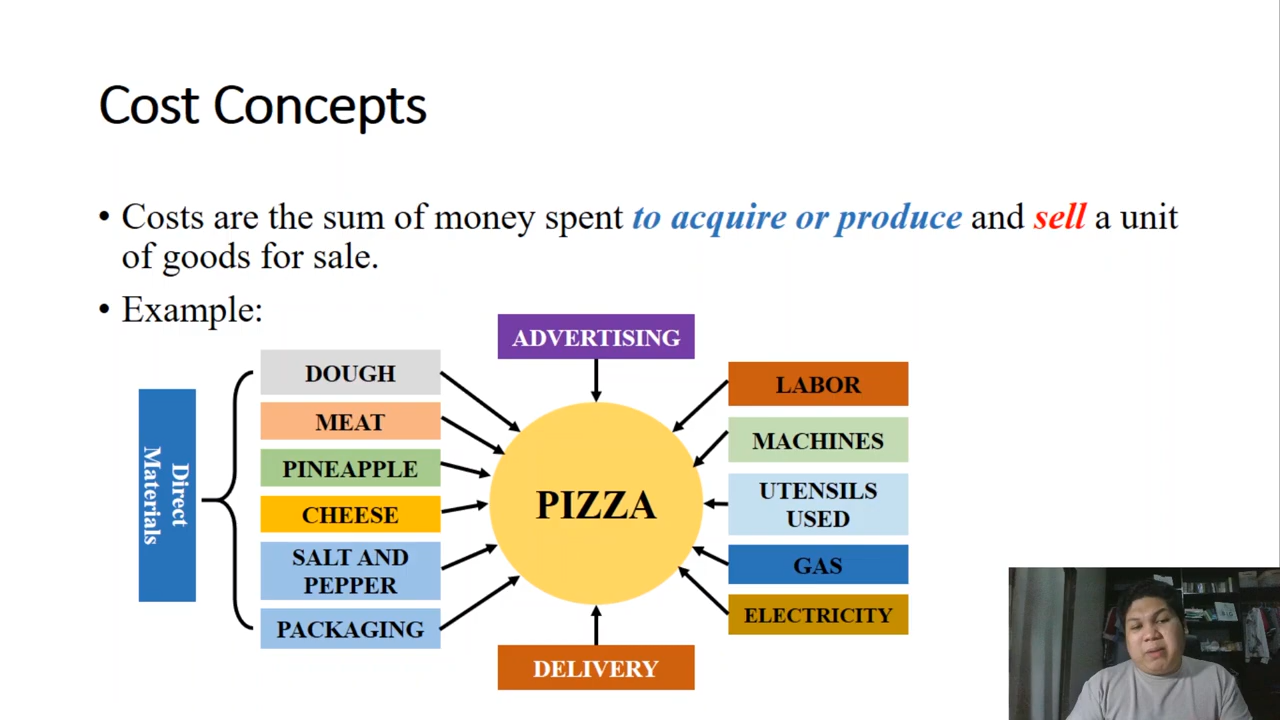 Cost Concepts
• Costs are the sum of money spent to acquire or produce and sell a unit
of goods for sale.
• Example:
Direct
Materials
DOUGH
MEAT
PINEAPPLE
CHEESE
SALT AND
PEPPER
PACKAGING
ADVERTISING
PIZZA
DELIVERY
LABOR
MACHINES
UTENSILS
USED
GAS
ELECTRICITY